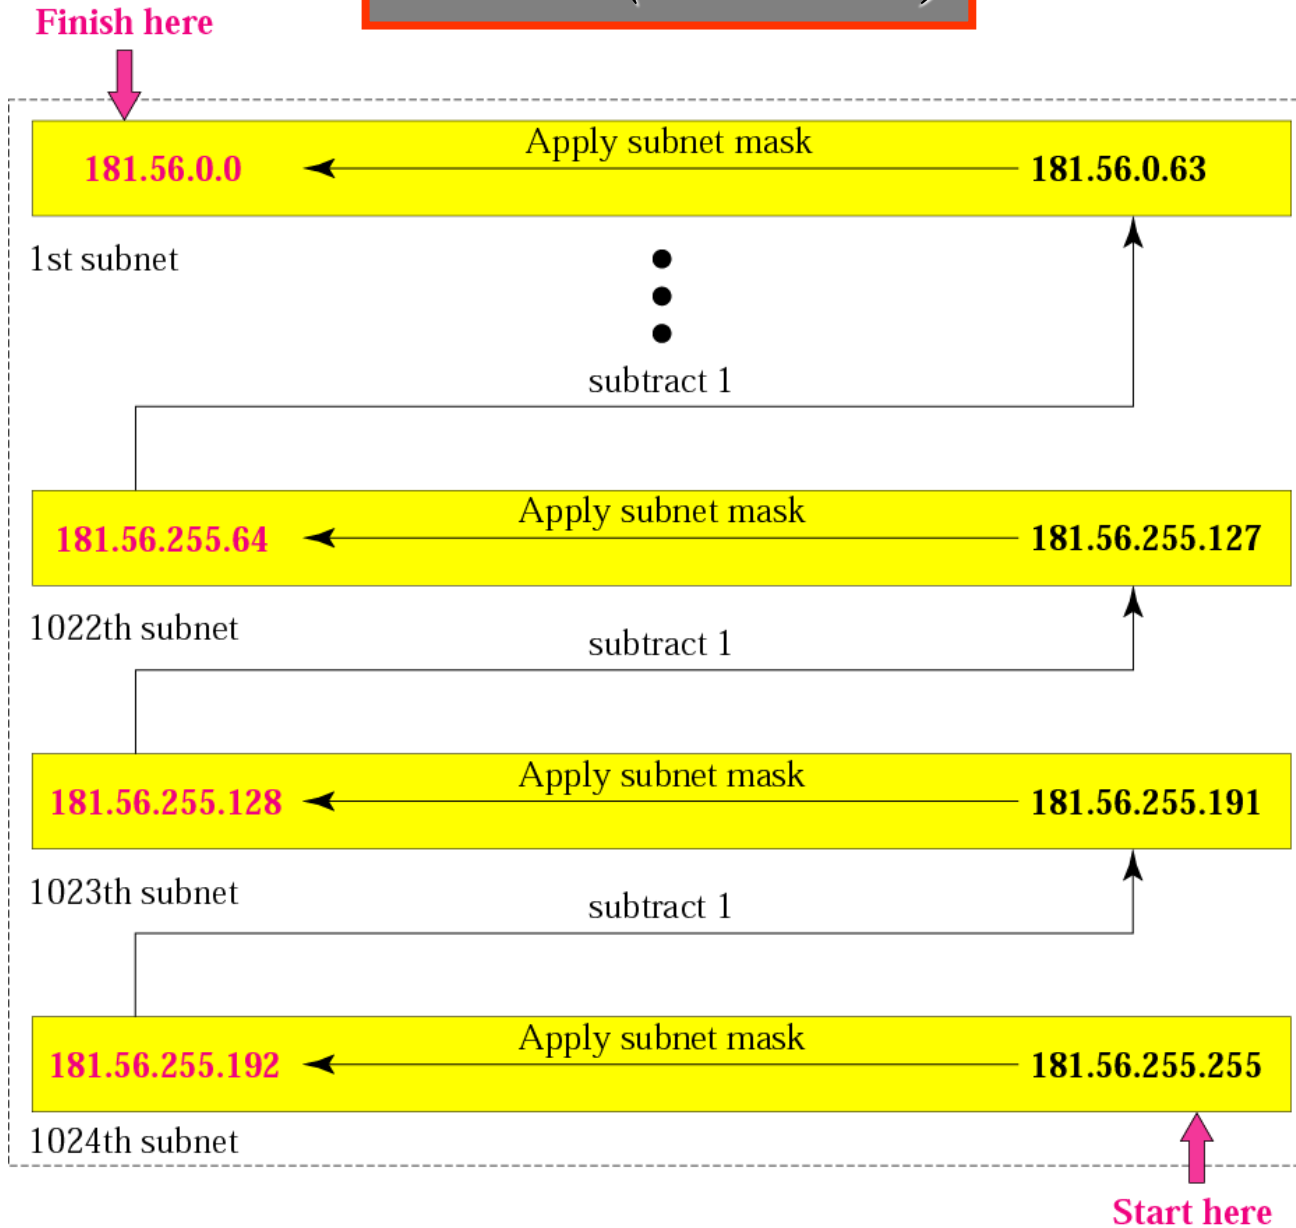 Finish here
Apply subnet mask
181.56.0.0
181.56.0.63
1st subnet
subtract 1
Apply subnet mask
181.56.255.64
181.56.255.127
1022th subnet
subtract 1
Apply subnet mask
181.56.255.128
181.56.255.191
1023th subnet
subtract 1
Apply subnet mask
181.56.255.192
181.56.255.255
1024th subnet
Start here